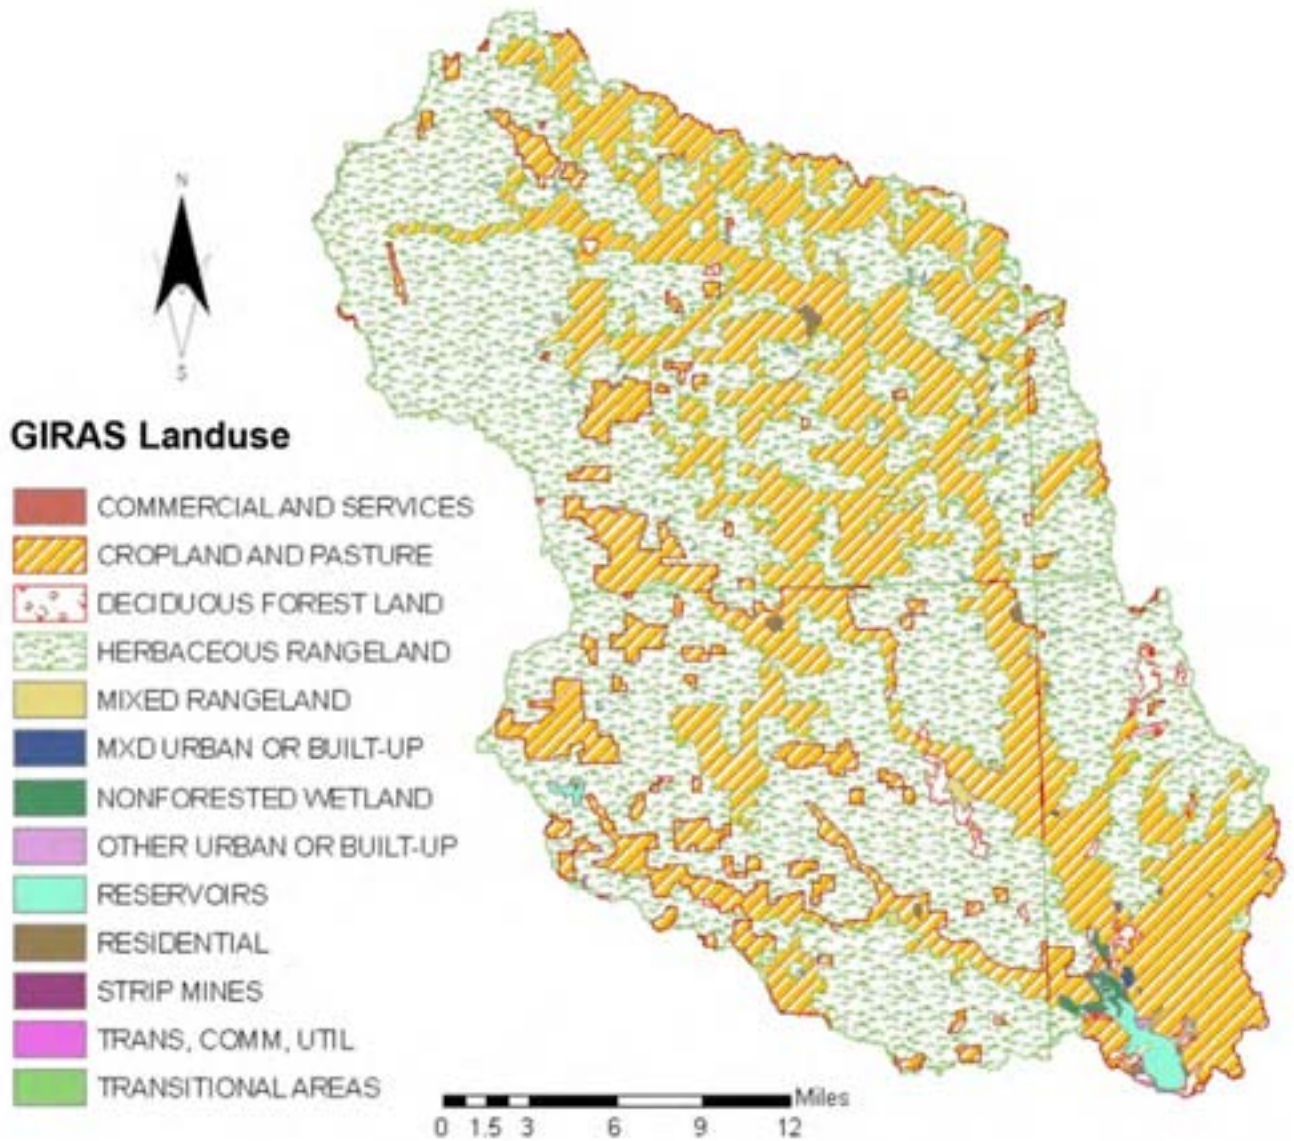 N
S
GIRAS Landuse
COMMERCIAL AND SERVICES
CROPLAND AND PASTURE
DECIDUOUS FOREST LAND
HERBACEOUS RANGELAND
MIXED RANGELAND
MXD URBAN OR BUILT-UP
NONFORESTED WETLAND
OTHER URBAN OR BUILT-UP
RESERVOIRS
RESIDENTIAL
STRIP MINES
TRANS, COMM, UTIL
TRANSITIONAL AREAS
Miles
0 1.5 3 6 9 12